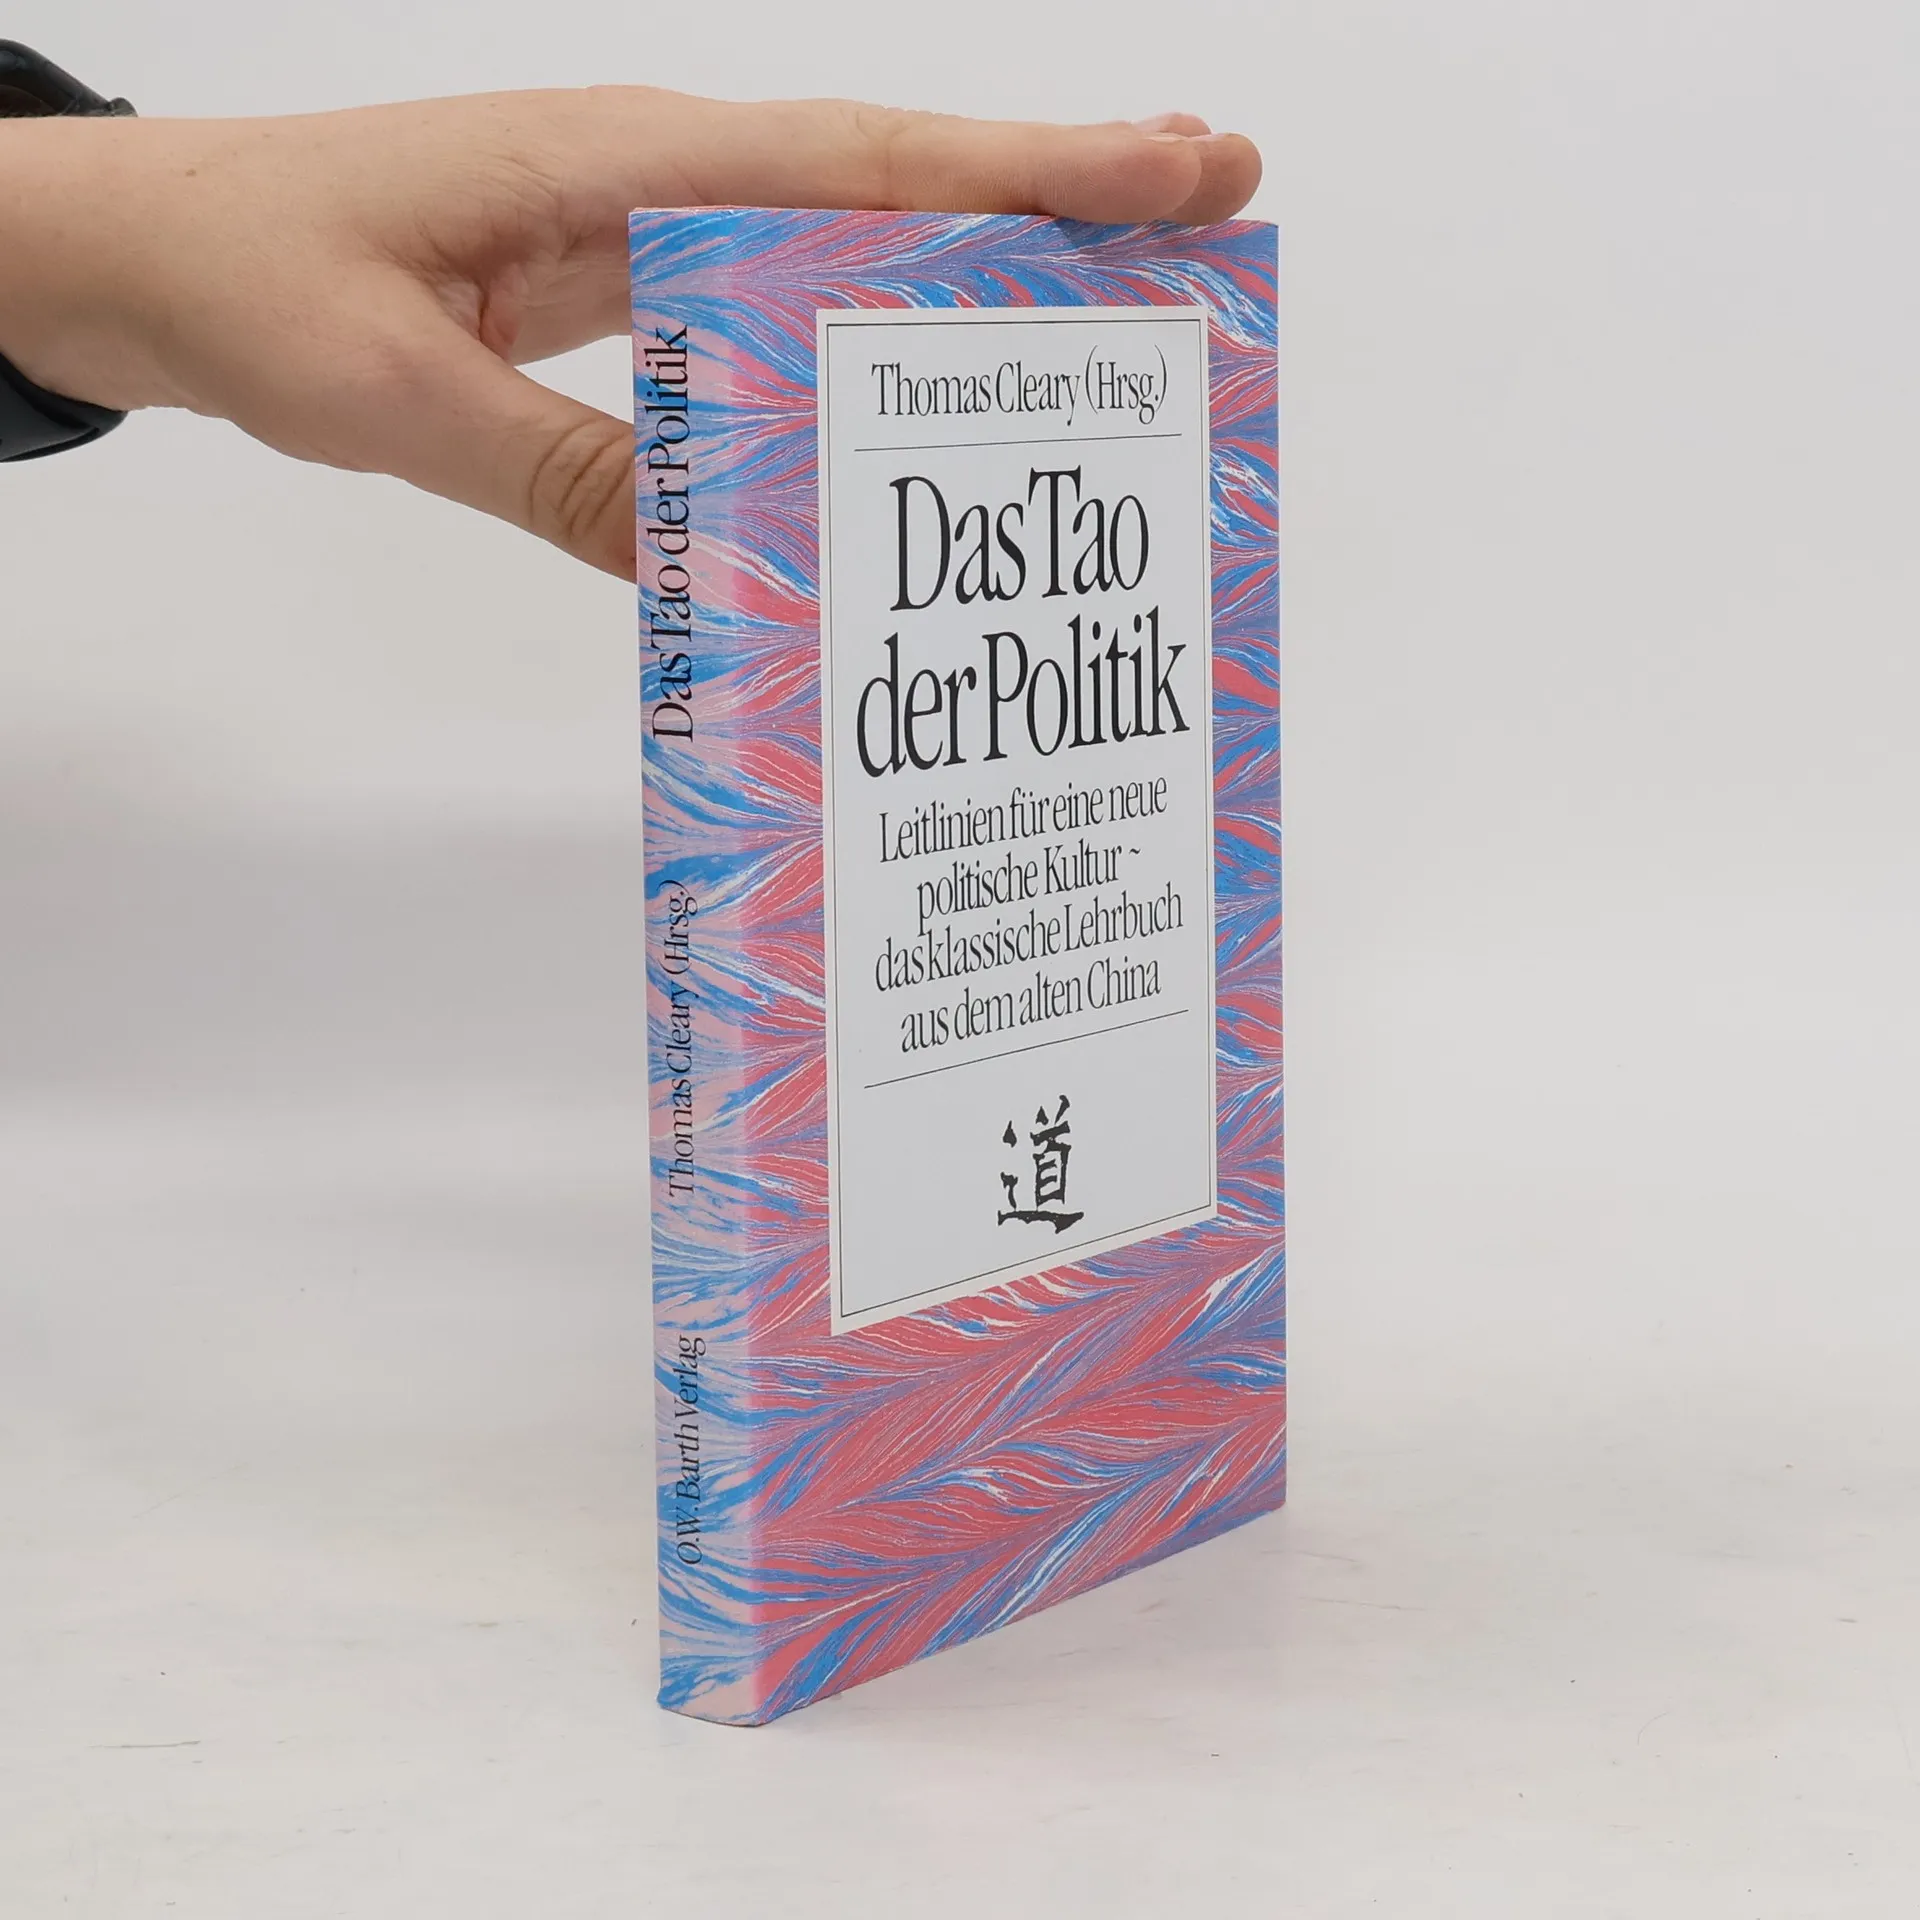 Thomas Cleary (Hrsg.)
Das Tao
der Politik
Leitlinien für eine neue
politische Kultur ~
das klassische Lehrbuch
aus dem alten China
道
Das Tao der Politik
Thomas Cleary (Hrsg.)
O.W. Barth Verlag